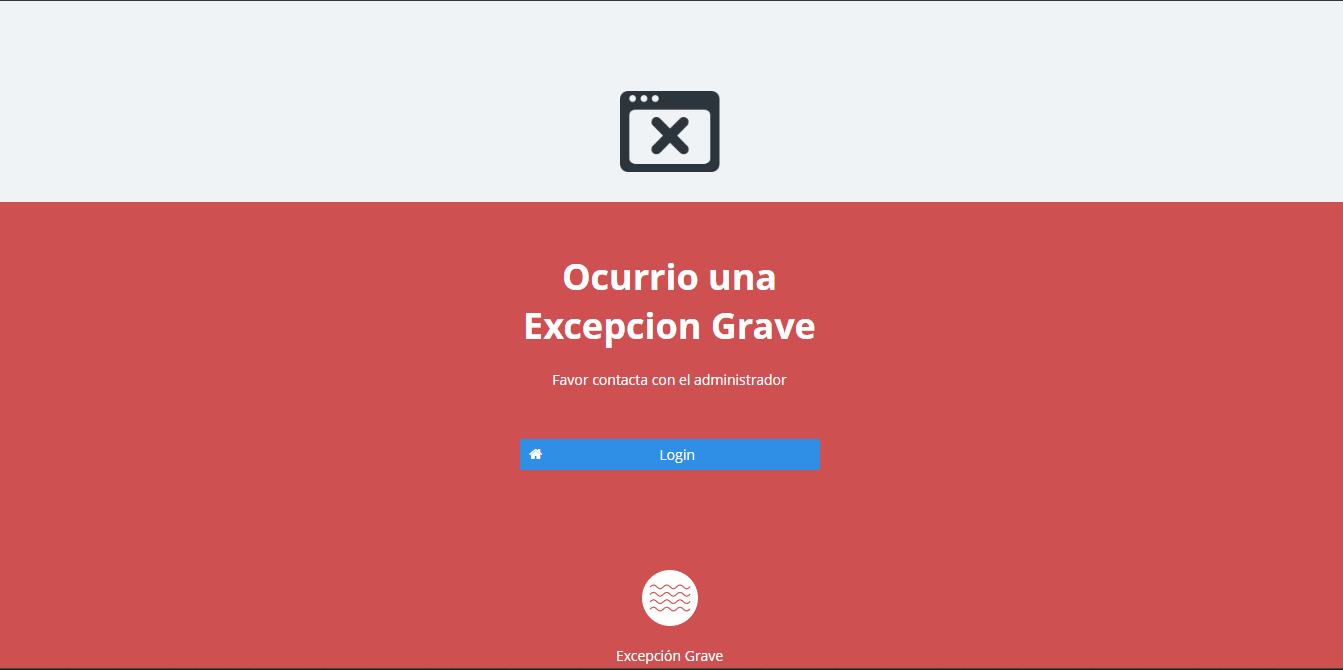 Ocurrio una
Excepcion Grave
Favor contacta con el administrador
Login
Excepción Grave